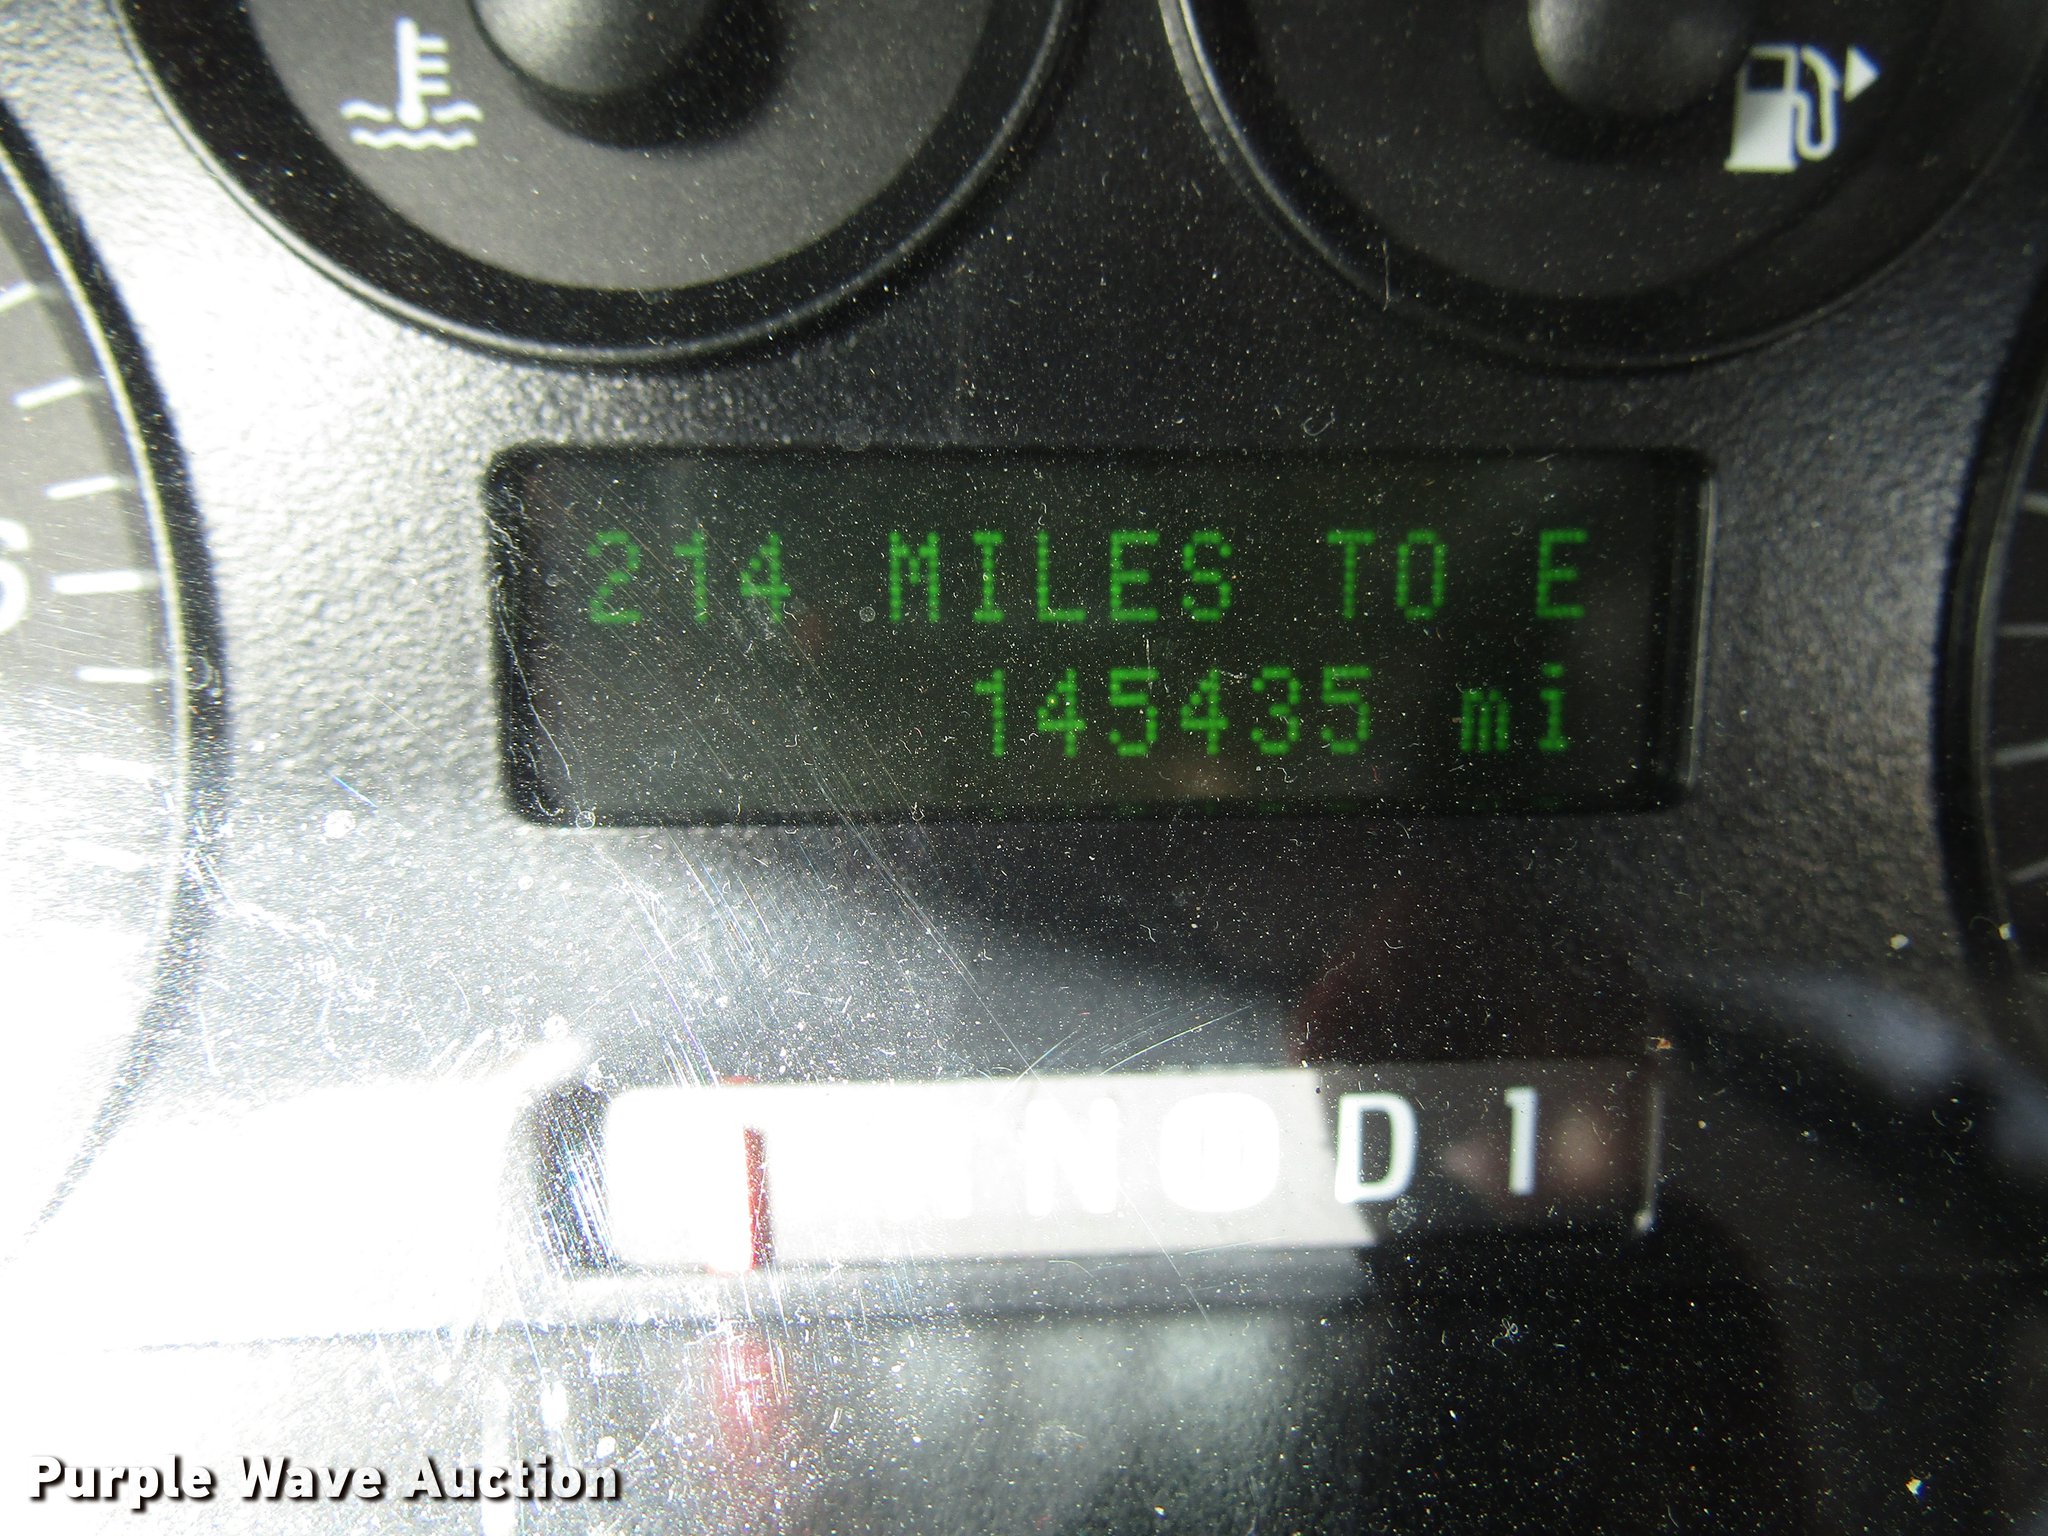 214 MILES TO E
145435 mi
N D 1
Purple Wave Auction